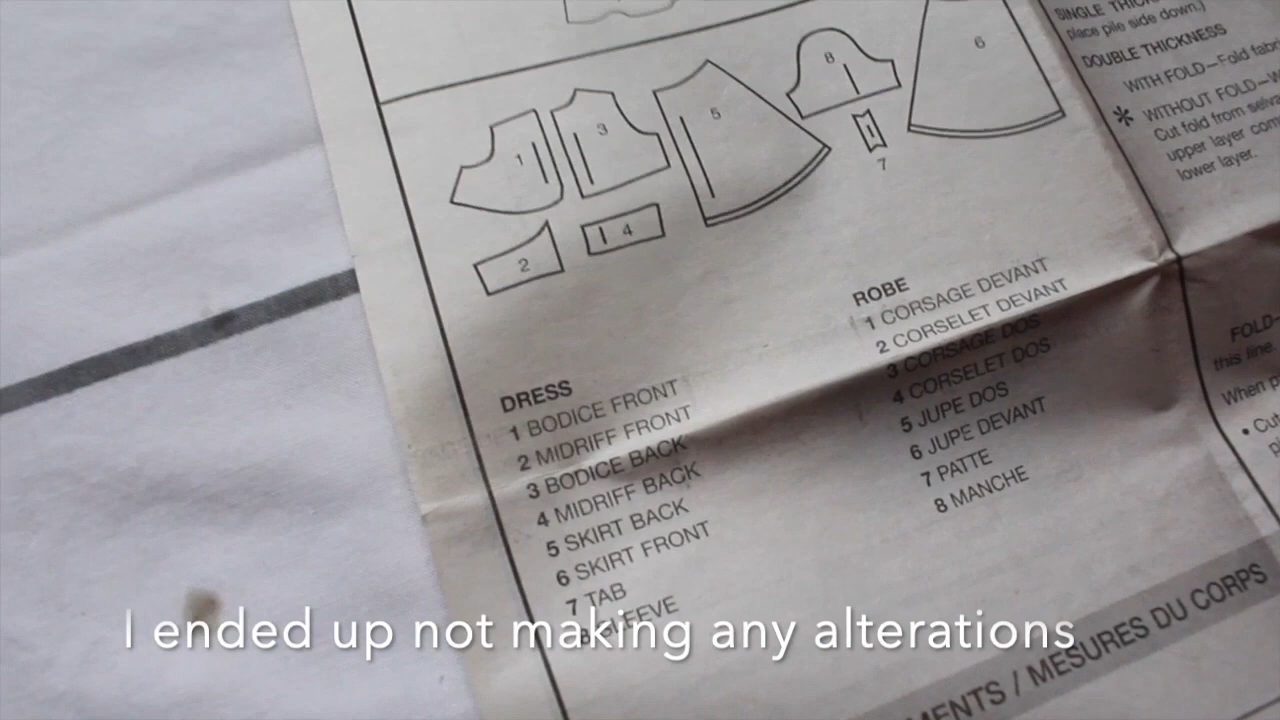 1
3
5
8
6
7
2
4
SINGLE THICK
place pile side down.)
DOUBLE THICKNESS
WITH FOLD—Fold fabr
* WITHOUT FOLD—W
Cut fold from selv
upper layer com
lower layer.
FOLD-
this line.
When p
• Cut
DRESS
1 BODICE FRONT
2 MIDRIFF FRONT
3 BODICE BACK
4 MIDRIFF BACK
5 SKIRT BACK
6 SKIRT FRONT
7 TAB
8 SLEEVE
ROBE
1 CORSAGE DEVANT
2 CORSELET DEVANT
3 CORSAGE DOS
4 CORSELET DOS
5 JUPE DOS
6 JUPE DEVANT
7 PATTE
8 MANCHE
MENTS / MESURES DU CORPS
I ended up not making any alterations